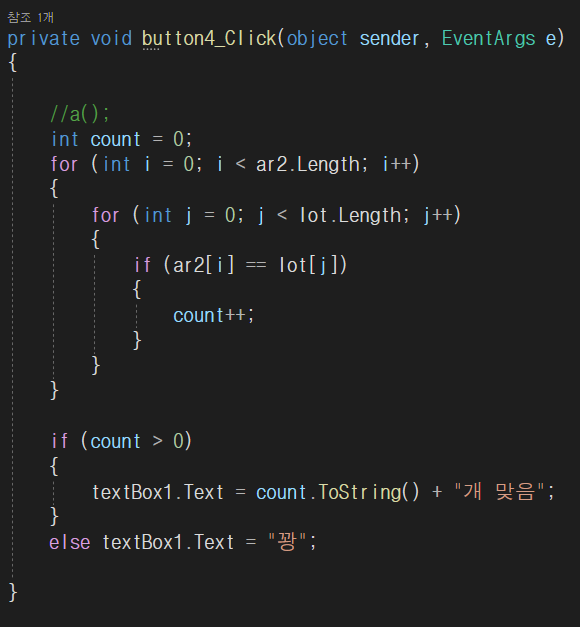 참조 1개
private void button4_Click(object sender, EventArgs e)
{
//a();
int count = 0;
for (int i = 0; i < ar2.Length; i++)
{
for (int j = 0; j < lot.Length; j++)
{
if (ar2[i] == lot[j])
{
count++;
}
}
}
if (count > 0)
{
textBox1.Text = count.ToString() + "개 맞음";
}
else textBox1.Text = "꽝";
}